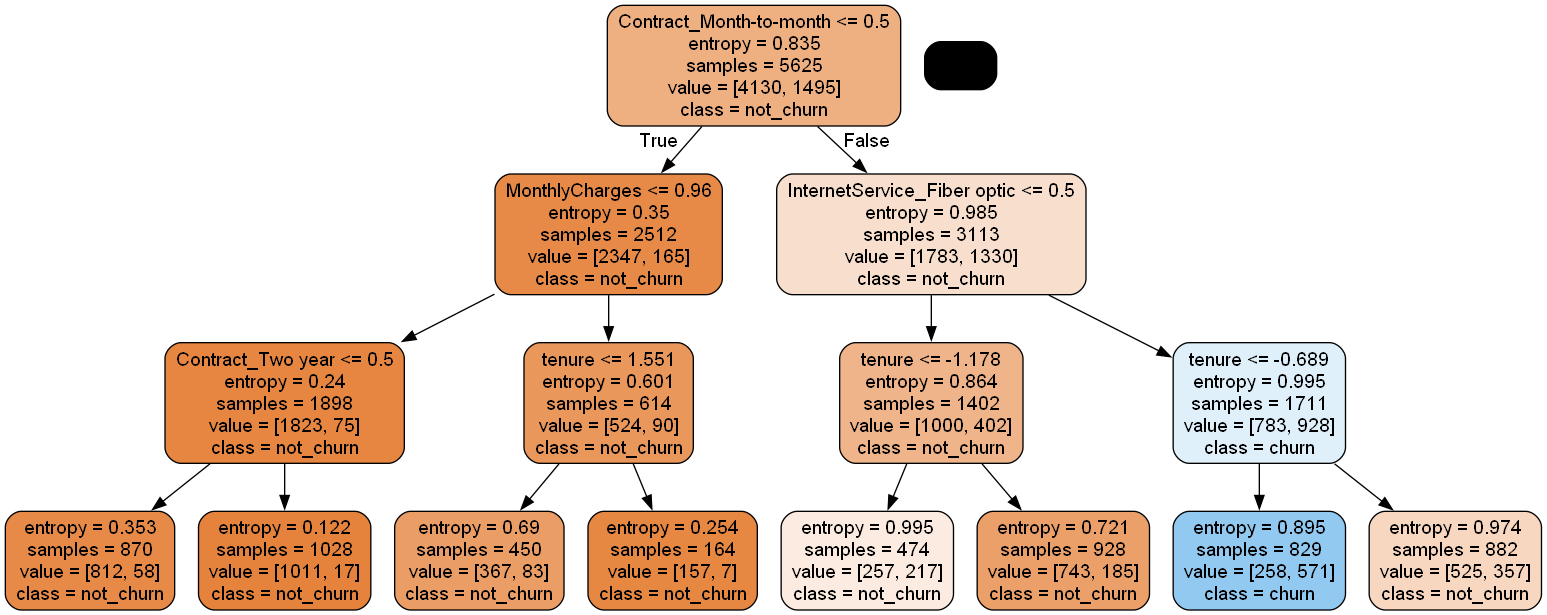 Contract_Month-to-month <= 0.5
entropy = 0.835
samples = 5625
value = [4130, 1495]
class = not_churn
True
False
MonthlyCharges <= 0.96
entropy = 0.35
samples = 2512
value = [2347, 165]
class = not_churn
InternetService_Fiber optic <= 0.5
entropy = 0.985
samples = 3113
value = [1783, 1330]
class = not_churn
Contract_Two year <= 0.5
entropy = 0.24
samples = 1898
value = [1823, 75]
class = not_churn
tenure <= 1.551
entropy = 0.601
samples = 614
value = [524, 90]
class = not_churn
tenure <= -1.178
entropy = 0.864
samples = 1402
value = [1000, 402]
class = not_churn
tenure <= -0.689
entropy = 0.995
samples = 1711
value = [783, 928]
class = churn
entropy = 0.353
samples = 870
value = [812, 58]
class = not_churn
entropy = 0.122
samples = 1028
value = [1011, 17]
class = not_churn
entropy = 0.69
samples = 450
value = [367, 83]
class = not_churn
entropy = 0.254
samples = 164
value = [157, 7]
class = not_churn
entropy = 0.995
samples = 474
value = [257, 217]
class = not_churn
entropy = 0.721
samples = 928
value = [743, 185]
class = not_churn
entropy = 0.895
samples = 829
value = [258, 571]
class = churn
entropy = 0.974
samples = 882
value = [525, 357]
class = not_churn